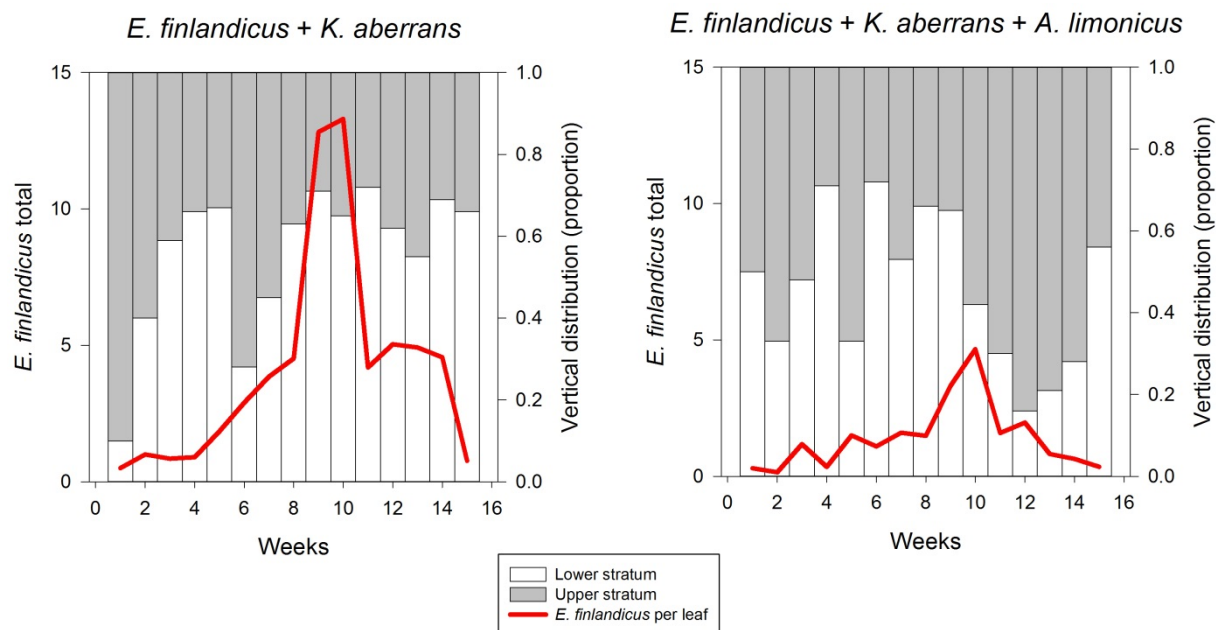 E. finlandicus + K. aberrans
15
10
5
0
E. finlandicus total
1.0
0.8
0.6
0.4
0.2
0.0
Vertical distribution (proportion)
0 2 4 6 8 10 12 14 16
Weeks
E. finlandicus + K. aberrans + A. limonicus
15
10
5
0
E. finlandicus total
1.0
0.8
0.6
0.4
0.2
0.0
Vertical distribution (proportion)
0 2 4 6 8 10 12 14 16
Weeks
Lower stratum
Upper stratum
E. finlandicus per leaf